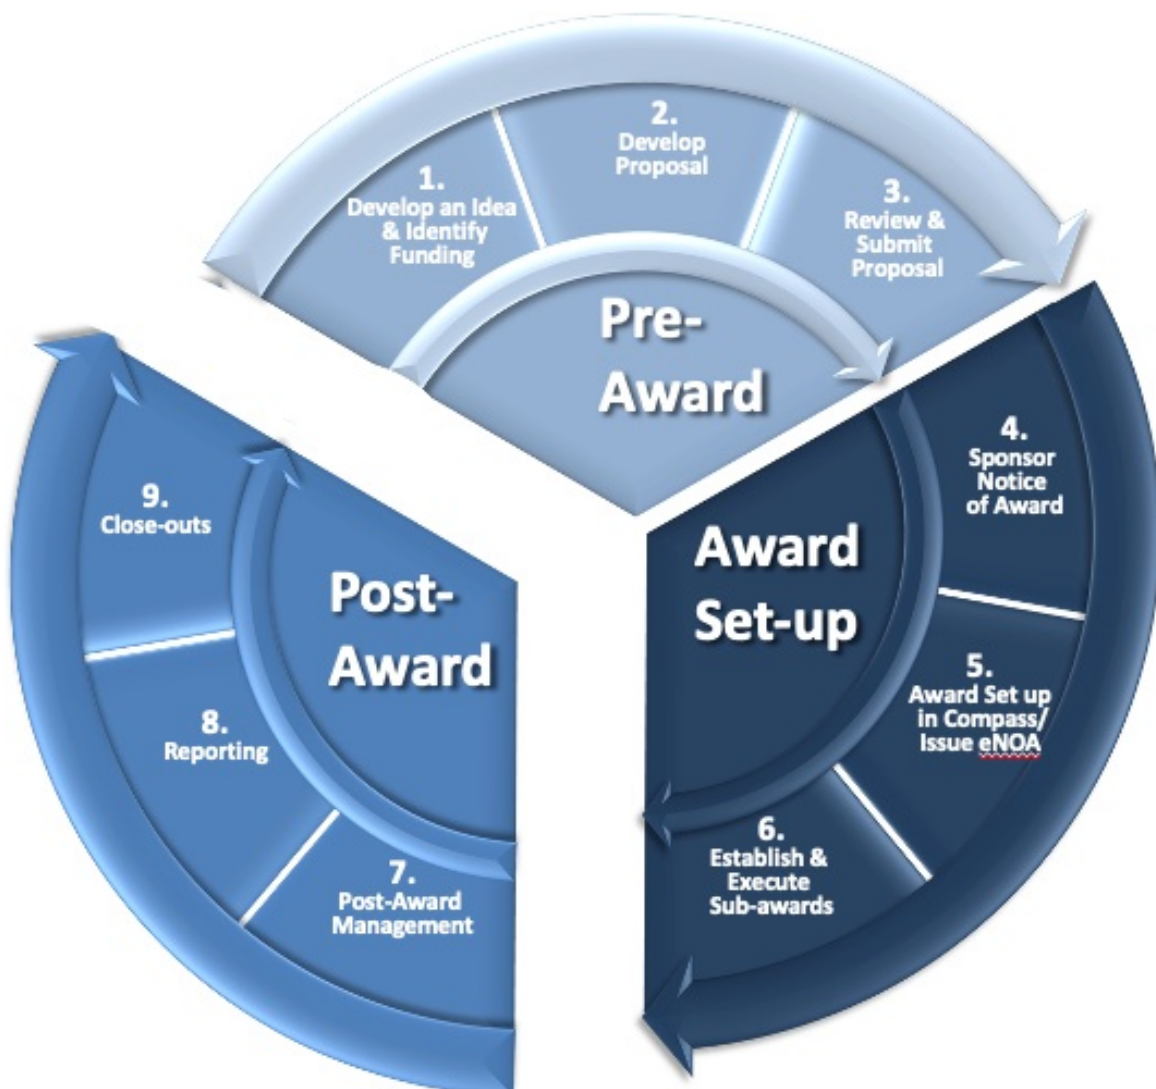 1.
Develop an Idea
& Identify
Funding
2.
Develop
Proposal
3.
Review &
Submit
Proposal
Pre-
Award
4.
Sponsor
Notice
of Award
5.
Award Set up
in Compass/
Issue eNOA
6.
Establish &
Execute
Sub-awards
Award
Set-up
7.
Post-Award
Management
8.
Reporting
9.
Close-outs
Post-
Award